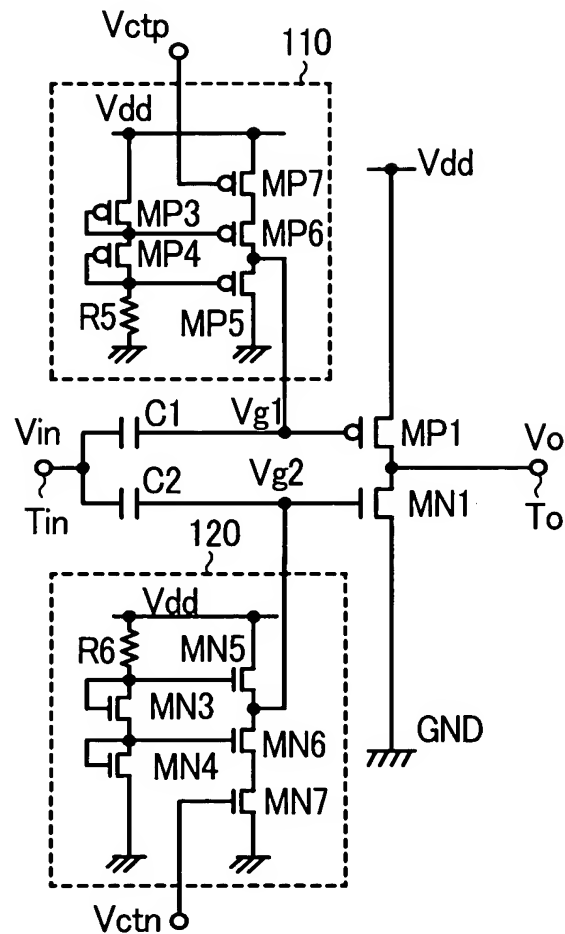 Vctp
110
Vdd
Vdd
MP7
MP3
MP6
MP4
R5
MP5
C1
Vg1
Vin
MP1
Vo
C2
Vg2
Tin
MN1
To
120
Vdd
R6
MN5
MN3
GND
MN6
MN4
MN7
Vctn